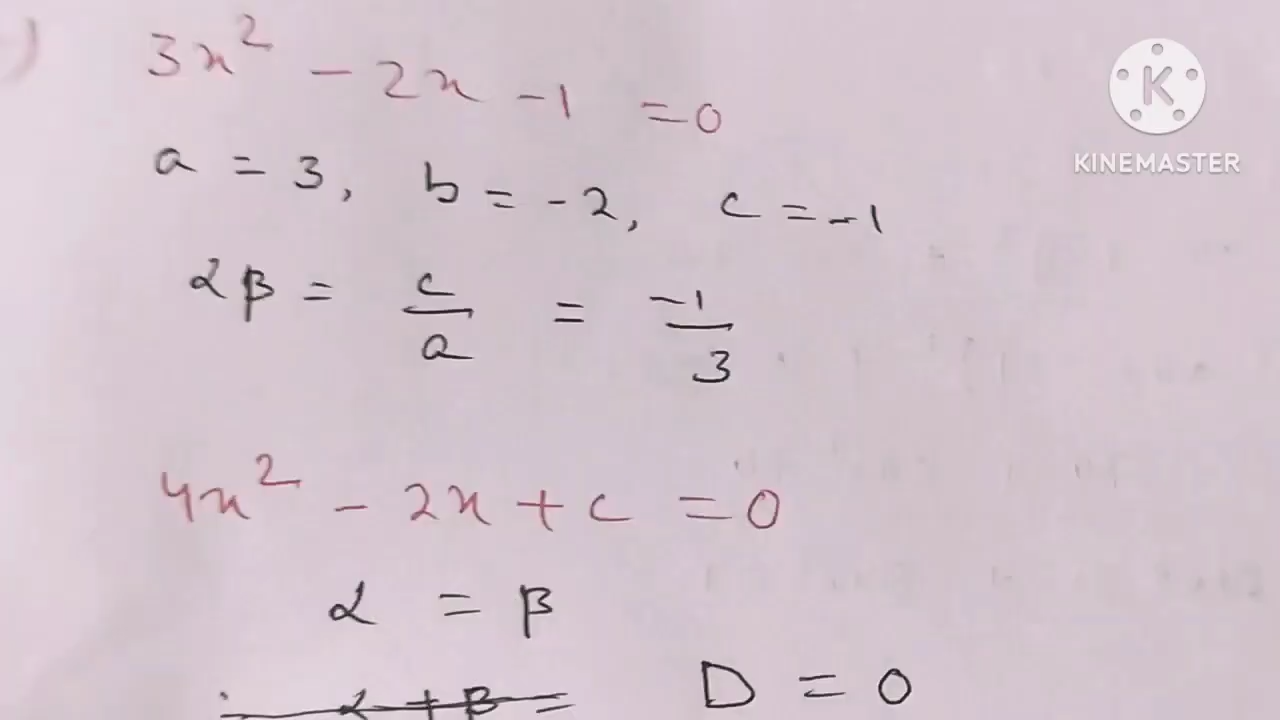 ) 3x² - 2x - 1 = 0
K
KINEMASTER
a = 3, b = -2, c = -1
αβ = c/a = -1/3
4x² - 2x + c = 0
α = β
α + β = D = 0